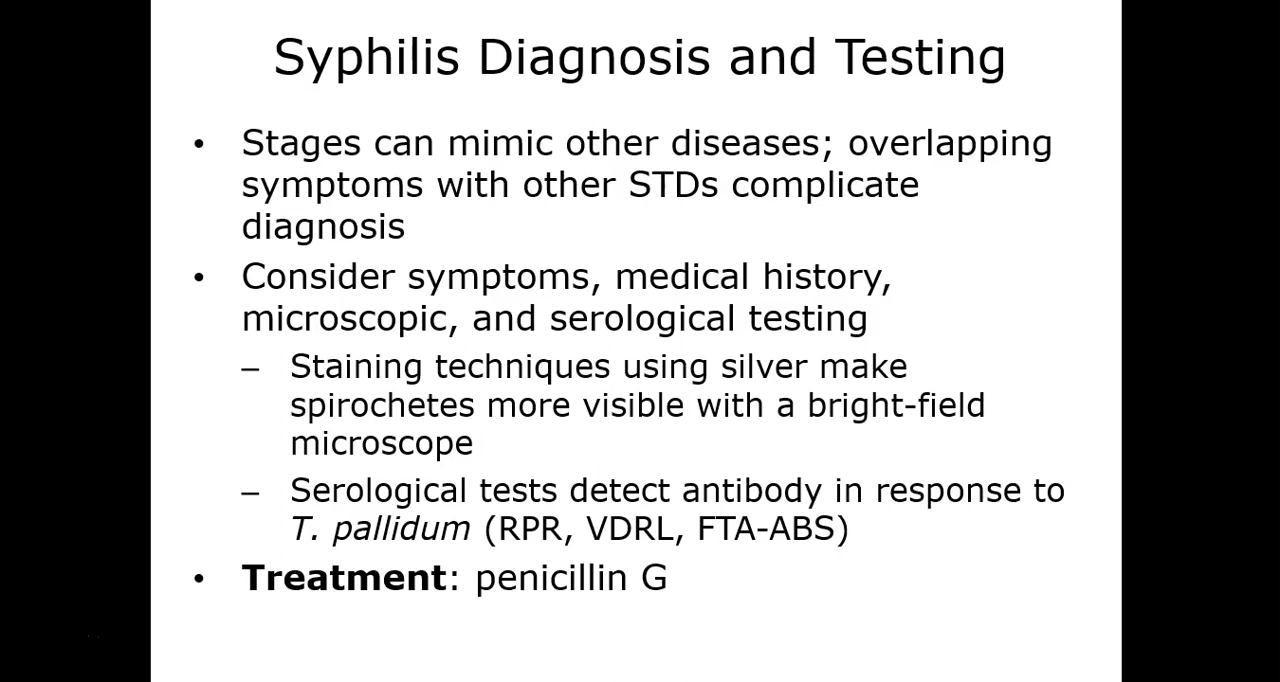 Syphilis Diagnosis and Testing
• Stages can mimic other diseases; overlapping
symptoms with other STDs complicate
diagnosis
• Consider symptoms, medical history,
microscopic, and serological testing
– Staining techniques using silver make
spirochetes more visible with a bright-field
microscope
– Serological tests detect antibody in response to
T. pallidum (RPR, VDRL, FTA-ABS)
• Treatment: penicillin G